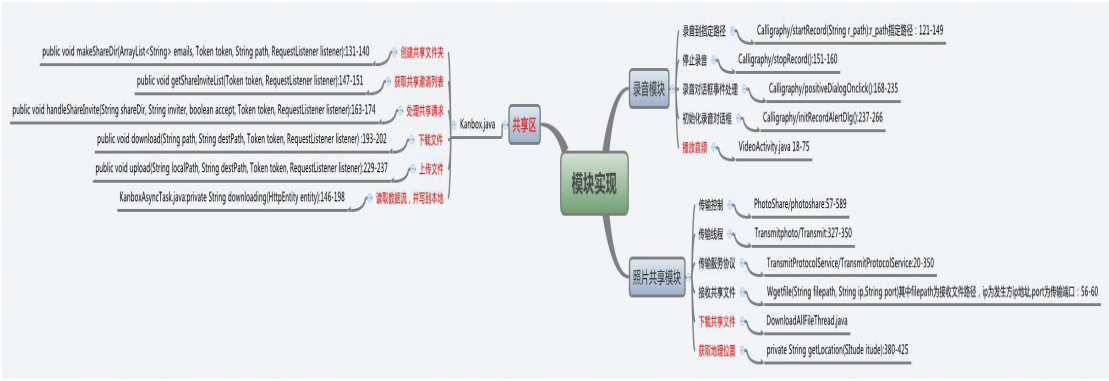 模块实现
共享区
Kanbox.java
创建共享文件夹
public void makeShareDir(ArrayList<String> emails, Token token, String path, RequestListener listener):131-140
获取共享邀请列表
public void getShareInviteList(Token token, RequestListener listener):147-151
处理共享请求
public void handleShareInvite(String shareDir, String inviter, boolean accept, Token token, RequestListener listener):163-174
下载文件
public void download(String path, String destPath, Token token, RequestListener listener) :193-202
上传文件
public void upload(String localPath, String destPath, Token token, RequestListener listener):229-237
读取数据流，并写到本地
KanboxAsyncTask.java:private String downloading(HttpEntity entity):146-198
录音模块
录音到指定路径
Calligraphy/startRecord(String r_path):r_path指定路径：121-149
停止录音
Calligraphy/stopRecord():151-160
录音对话框事件处理
Calligraphy/positiveDialogOnclick():168-235
初始化录音对话框
Calligraphy/initRecordAlertDlg():237-266
播放音频
VideoActivity.java 18-75
照片共享模块
传输控制
PhotoShare/photoshare:57-589
传输线程
Transmitphoto/Transmit:327-350
传输服务协议
TransmitProtocolService/TransmitProtocolService:20-350
接收共享文件
Wgetfile(String filepath, String ip,String port)其中filepath为接收文件路径，ip为发生方ip地址,port为传输端口：56-60
下载共享文件
DownloadAllFileThread.java
获取地理位置
private String getLocation(SItude itude):380-425